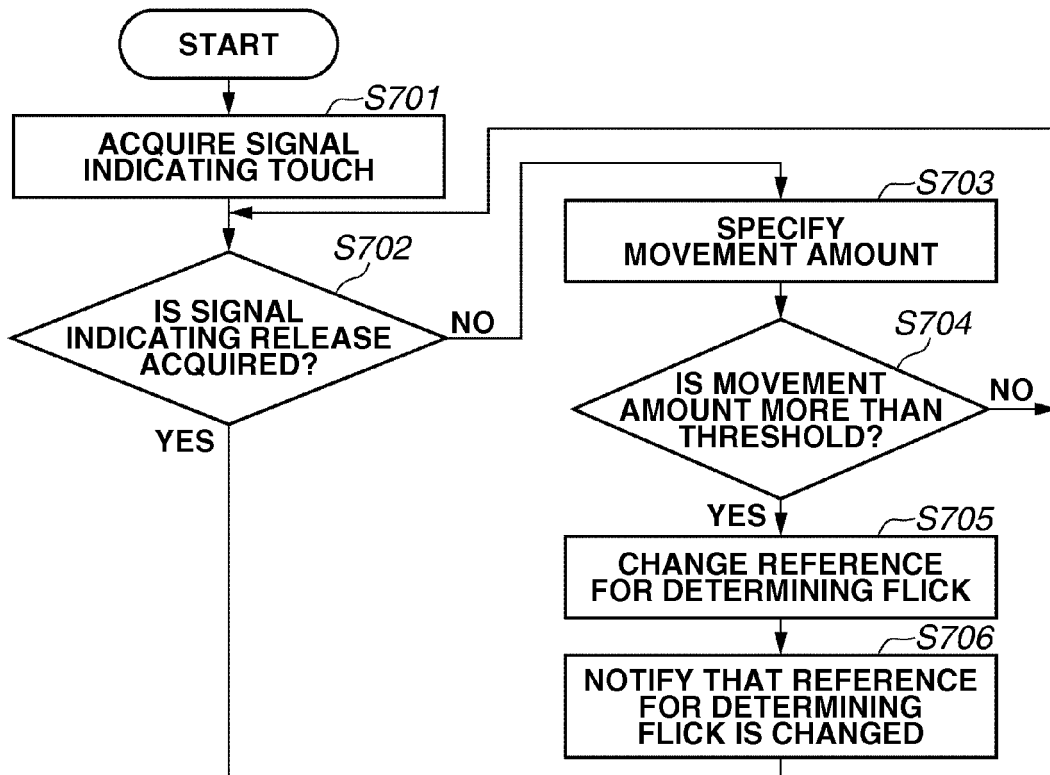 START
S701
ACQUIRE SIGNAL
INDICATING TOUCH
S702
IS SIGNAL
INDICATING RELEASE
ACQUIRED?
NO
YES
S703
SPECIFY
MOVEMENT AMOUNT
S704
IS MOVEMENT
AMOUNT MORE THAN
THRESHOLD?
NO
YES
S705
CHANGE REFERENCE
FOR DETERMINING FLICK
S706
NOTIFY THAT REFERENCE
FOR DETERMINING
FLICK IS CHANGED